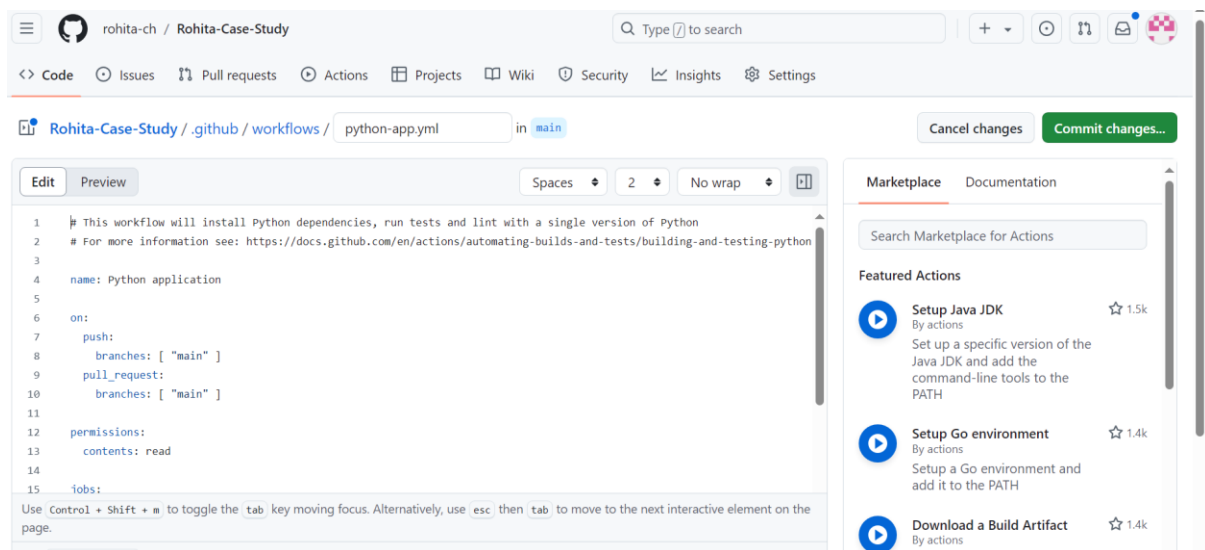 rohita-ch / Rohita-Case-Study
Type / to search
<> Code Issues Pull requests Actions Projects Wiki Security Insights Settings
Rohita-Case-Study / .github / workflows / python-app.yml in main
Cancel changes Commit changes...
Edit Preview
Spaces 2 No wrap
1 # This workflow will install Python dependencies, run tests and lint with a single version of Python
2 # For more information see: https://docs.github.com/en/actions/automating-builds-and-tests/building-and-testing-python
3
4 name: Python application
5
6 on:
7 push:
8 branches: [ "main" ]
9 pull_request:
10 branches: [ "main" ]
11
12 permissions:
13 contents: read
14
15 jobs:
Use Control + Shift + m to toggle the tab key moving focus. Alternatively, use esc then tab to move to the next interactive element on the
page.
Marketplace Documentation
Search Marketplace for Actions
Featured Actions
Setup Java JDK 1.5k
By actions
Set up a specific version of the
Java JDK and add the
command-line tools to the
PATH
Setup Go environment 1.4k
By actions
Setup a Go environment and
add it to the PATH
Download a Build Artifact 1.4k
By actions